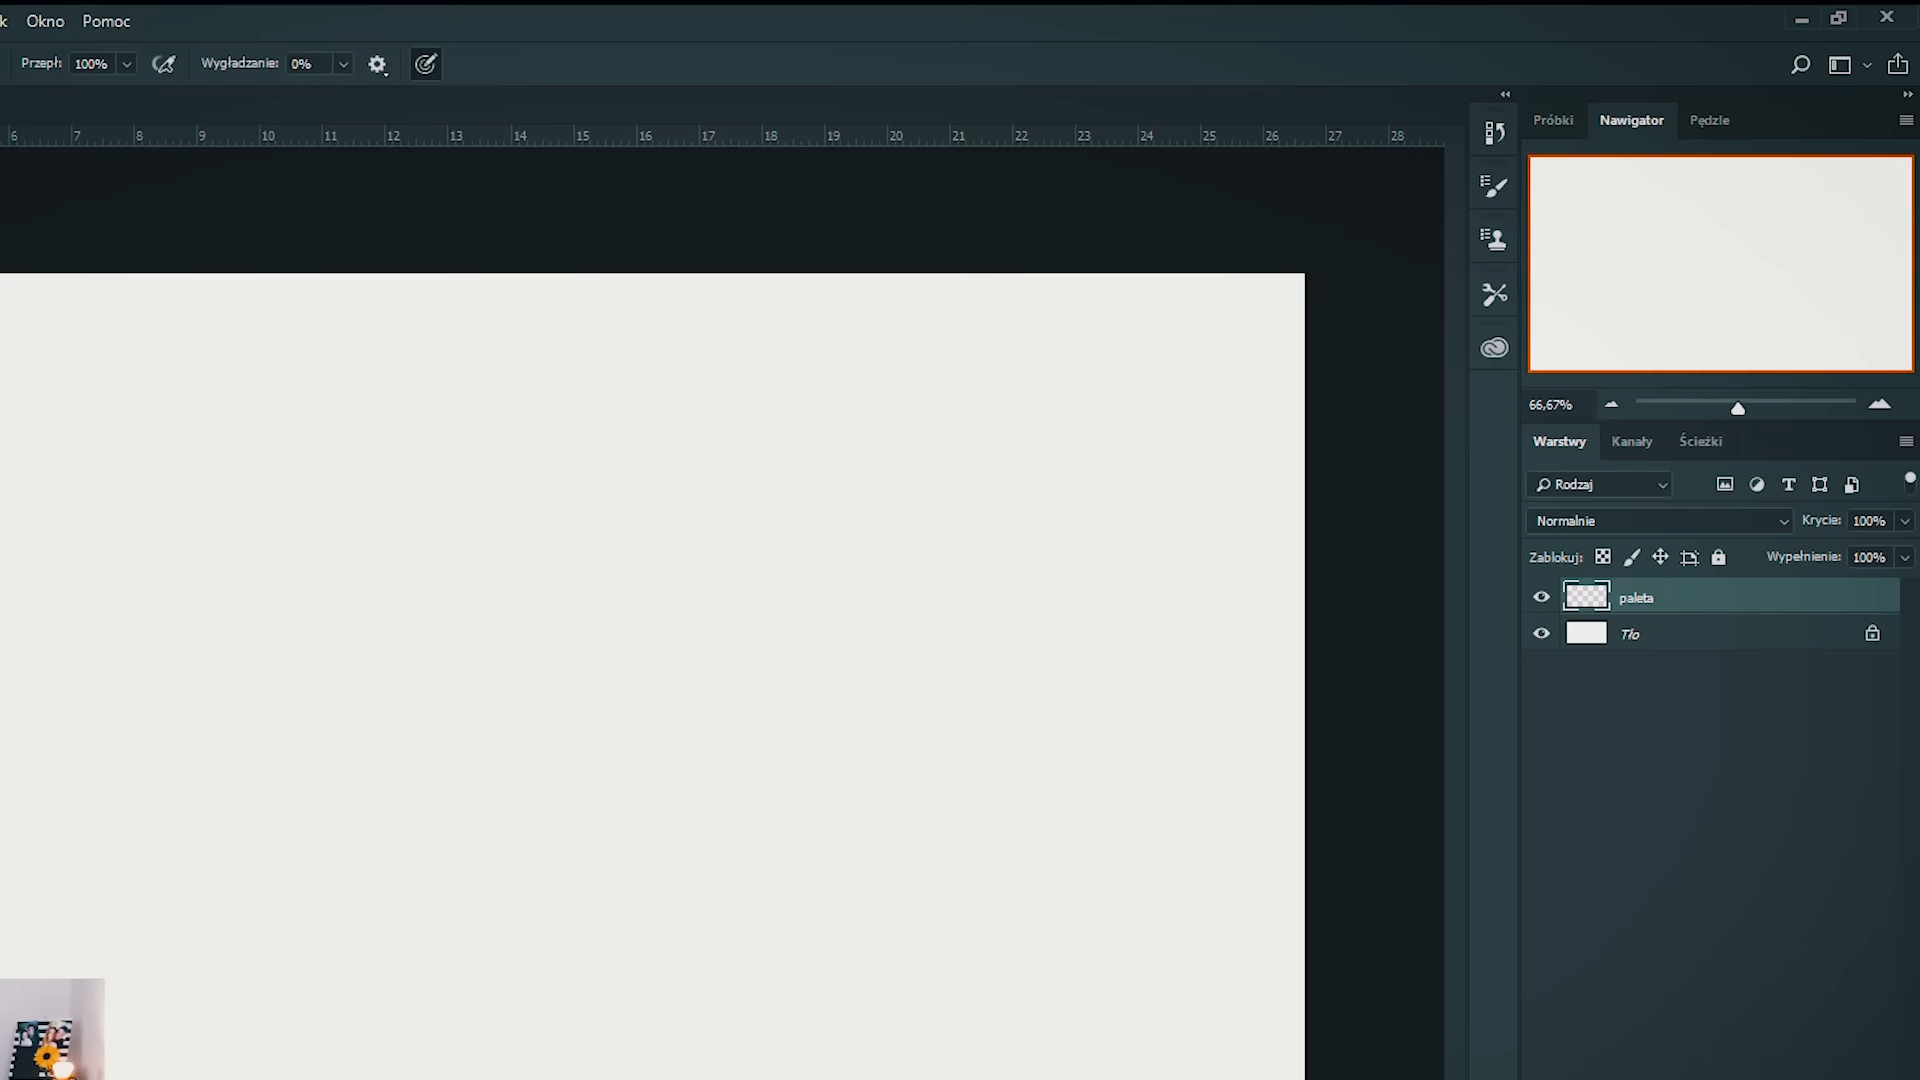 k Okno Pomoc
Przepł: 100% Wygładzanie: 0%
6 7 8 9 10 11 12 13 14 15 16 17 18 19 20 21 22 23 24 25 26 27 28
Próbki Nawigator Pędzle
66,67%
Warstwy Kanały Ścieżki
Rodzaj
Normalnie Krycie: 100%
Zablokuj: Wypełnienie: 100%
paleta
Tło